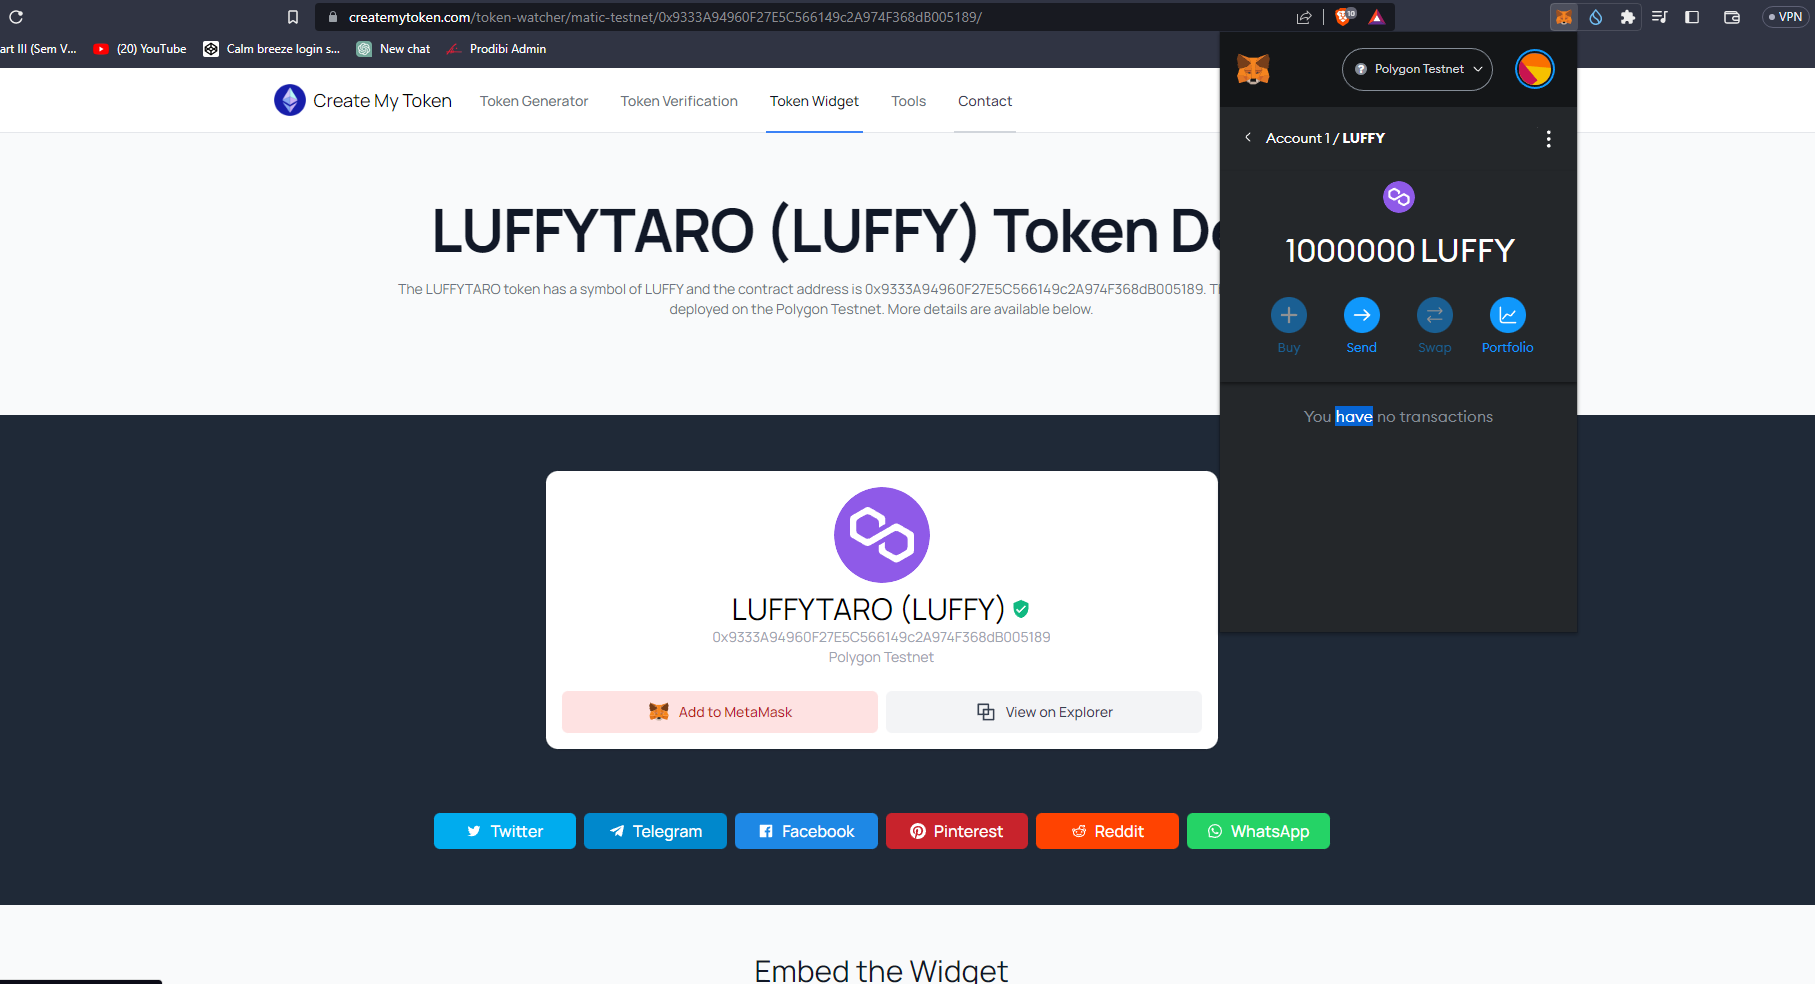 createmytoken.com/token-watcher/matic-testnet/0x9333A94960F27E5C566149c2A974F368dB005189/
10
VPN
art III (Sem V...
(20) YouTube
Calm breeze login s...
New chat
Prodibi Admin
Create My Token
Token Generator
Token Verification
Token Widget
Tools
Contact
LUFFYTARO (LUFFY) Token De
The LUFFYTARO token has a symbol of LUFFY and the contract address is 0x9333A94960F27E5C566149c2A974F368dB005189. T
deployed on the Polygon Testnet. More details are available below.
Polygon Testnet
Account 1 / LUFFY
1000000 LUFFY
Buy
Send
Swap
Portfolio
You have no transactions
LUFFYTARO (LUFFY)
0x9333A94960F27E5C566149c2A974F368dB005189
Polygon Testnet
Add to MetaMask
View on Explorer
Twitter
Telegram
Facebook
Pinterest
Reddit
WhatsApp
Embed the Widget